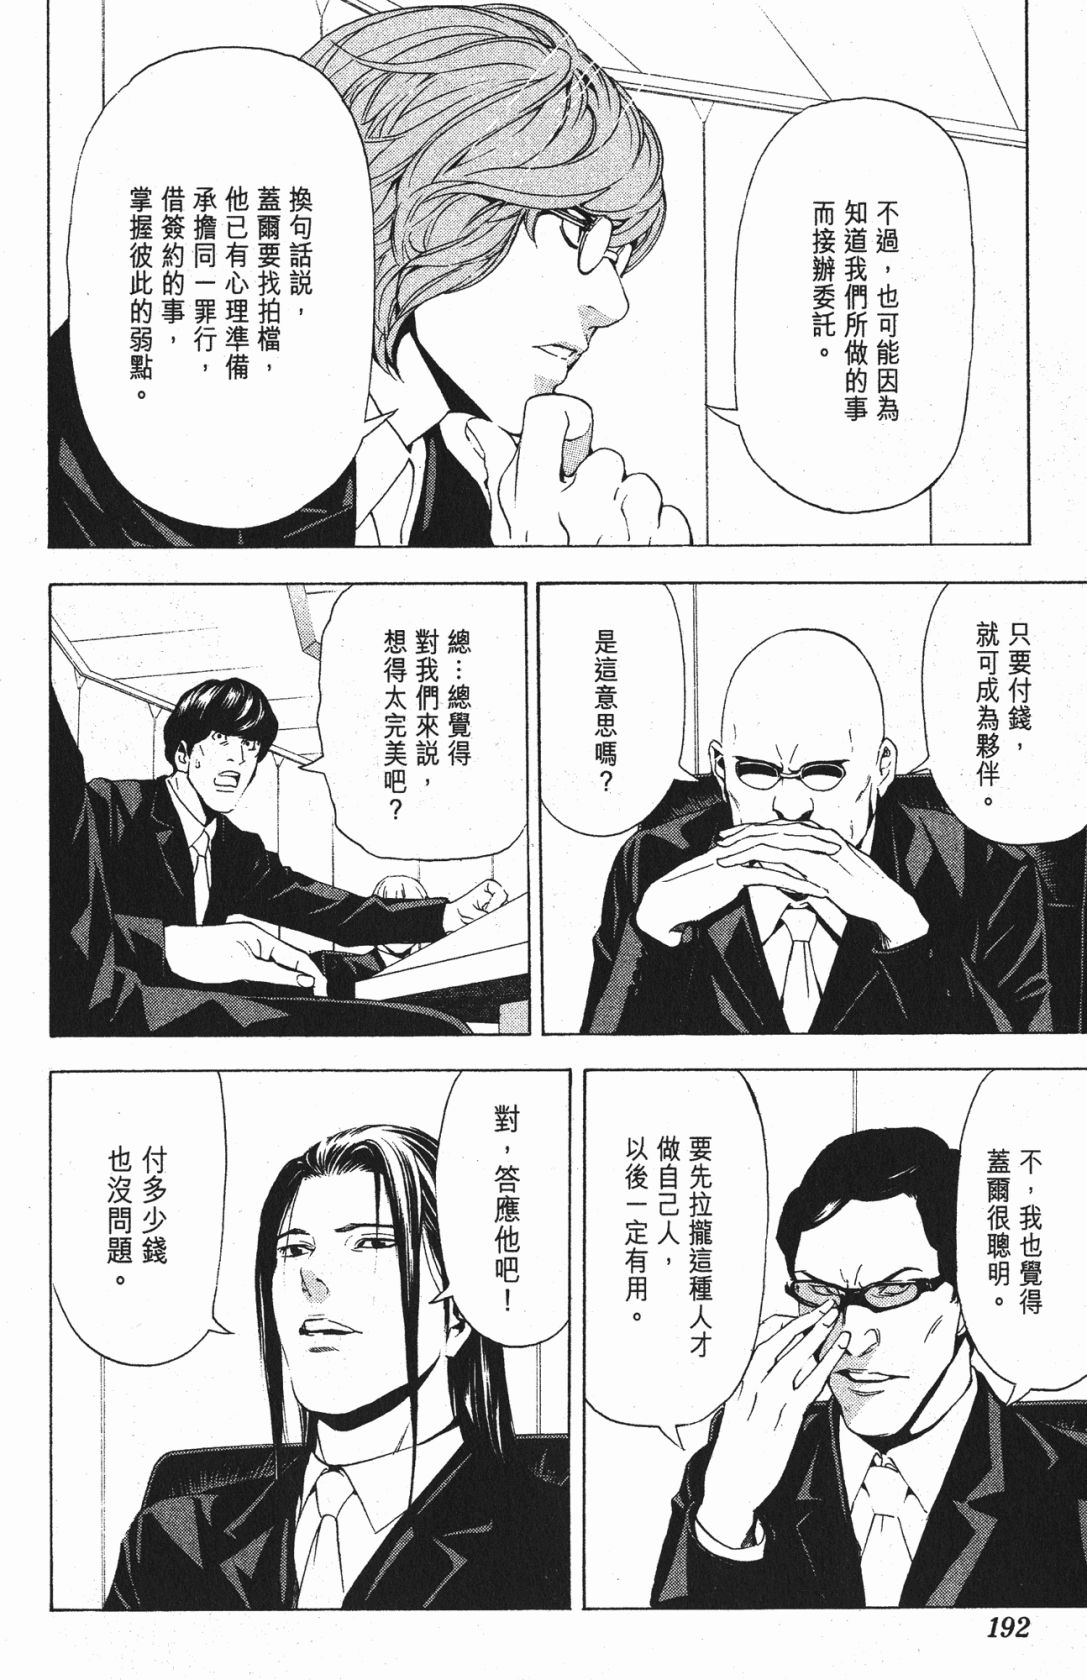 不過，也可能因為
知道我們所做的事
而接辦委託。
換句話說，
蓋爾要找拍檔，
他已有心理準備
承擔同一罪行，
借簽約的事，
掌握彼此的弱點。
只要付錢，
就可成為夥伴。
是這意思嗎？
總…總覺得
對我們來說，
想得太完美吧？
不，我也覺得
蓋爾很聰明。
要先拉攏這種人才
做自己人，
以後一定有用。
對，答應他吧！
付多少錢
也沒問題。
192